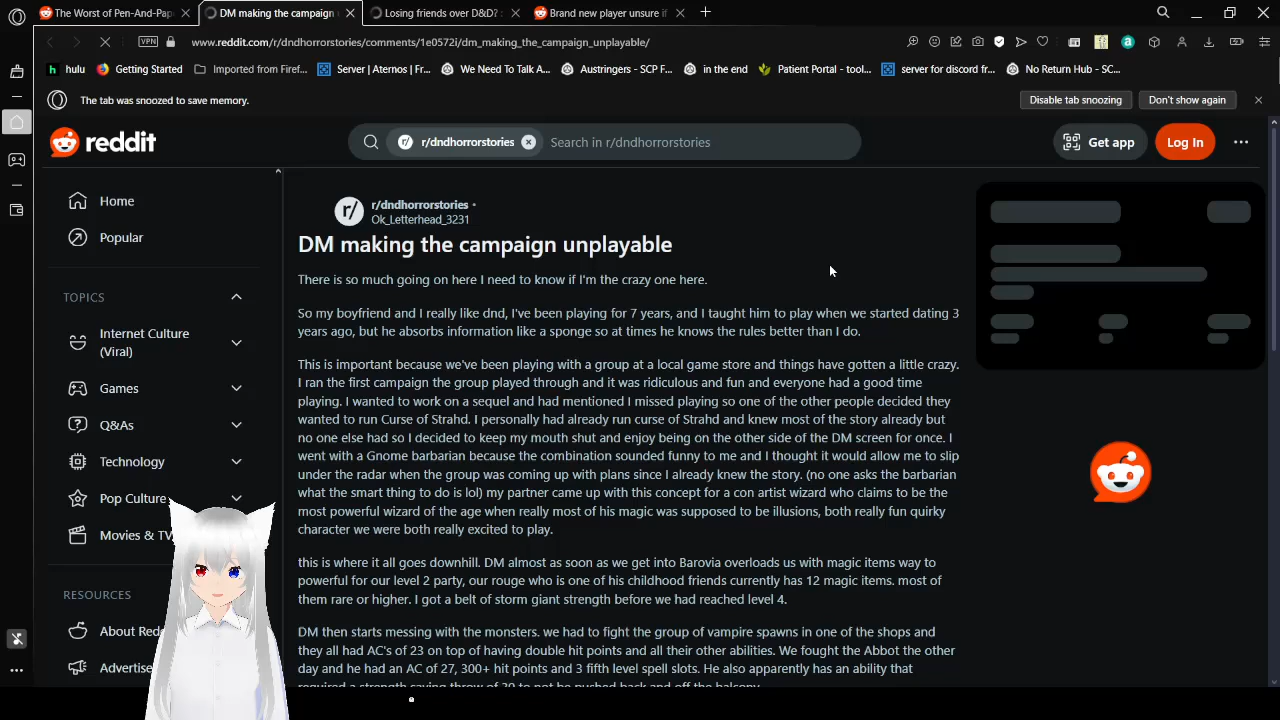 The Worst of Pen-And-Pap
DM making the campaign
Losing friends over D&D? :
Brand new player unsure if
VPN
www.reddit.com/r/dndhorrorstories/comments/1e0572i/dm_making_the_campaign_unplayable/
hulu
Getting Started
Imported from Firef...
Server | Aternos | Fr...
We Need To Talk A...
Austringers - SCP F...
in the end
Patient Portal - tool...
server for discord fr...
No Return Hub - SC...
The tab was snoozed to save memory.
Disable tab snoozing
Don't show again
reddit
r/dndhorrorstories
Search in r/dndhorrorstories
Get app
Log In
Home
Popular
TOPICS
Internet Culture
(Viral)
Games
Q&As
Technology
Pop Culture
Movies & TV
RESOURCES
About Redd
Advertise
r/
r/dndhorrorstories •
Ok_Letterhead_3231
DM making the campaign unplayable
There is so much going on here I need to know if I'm the crazy one here.
So my boyfriend and I really like dnd, I've been playing for 7 years, and I taught him to play when we started dating 3
years ago, but he absorbs information like a sponge so at times he knows the rules better than I do.
This is important because we've been playing with a group at a local game store and things have gotten a little crazy.
I ran the first campaign the group played through and it was ridiculous and fun and everyone had a good time
playing. I wanted to work on a sequel and had mentioned I missed playing so one of the other people decided they
wanted to run Curse of Strahd. I personally had already run curse of Strahd and knew most of the story already but
no one else had so I decided to keep my mouth shut and enjoy being on the other side of the DM screen for once. I
went with a Gnome barbarian because the combination sounded funny to me and I thought it would allow me to slip
under the radar when the group was coming up with plans since I already knew the story. (no one asks the barbarian
what the smart thing to do is lol) my partner came up with this concept for a con artist wizard who claims to be the
most powerful wizard of the age when really most of his magic was supposed to be illusions, both really fun quirky
character we were both really excited to play.
this is where it all goes downhill. DM almost as soon as we get into Barovia overloads us with magic items way to
powerful for our level 2 party, our rouge who is one of his childhood friends currently has 12 magic items. most of
them rare or higher. I got a belt of storm giant strength before we had reached level 4.
DM then starts messing with the monsters. we had to fight the group of vampire spawns in one of the shops and
they all had AC's of 23 on top of having double hit points and all their other abilities. We fought the Abbot the other
day and he had an AC of 27, 300+ hit points and 3 fifth level spell slots. He also apparently has an ability that
required a strength saving throw of 20 to not be pushed back and off the balcony.